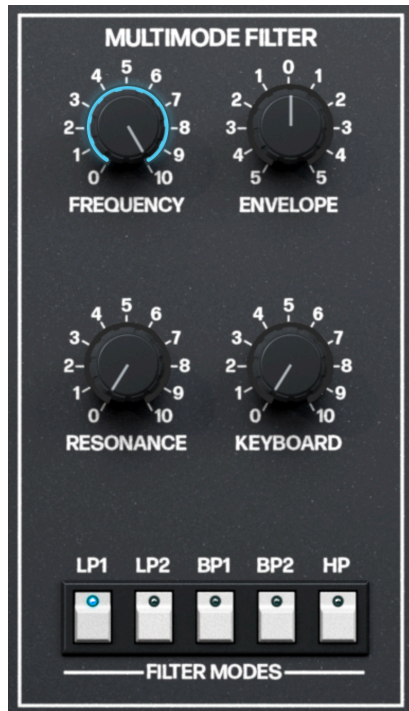 MULTIMODE FILTER
0 1 2 3 4 5 6 7 8 9 10
FREQUENCY
5 4 3 2 1 0 1 2 3 4 5
ENVELOPE
0 1 2 3 4 5 6 7 8 9 10
RESONANCE
0 1 2 3 4 5 6 7 8 9 10
KEYBOARD
LP1 LP2 BP1 BP2 HP
FILTER MODES